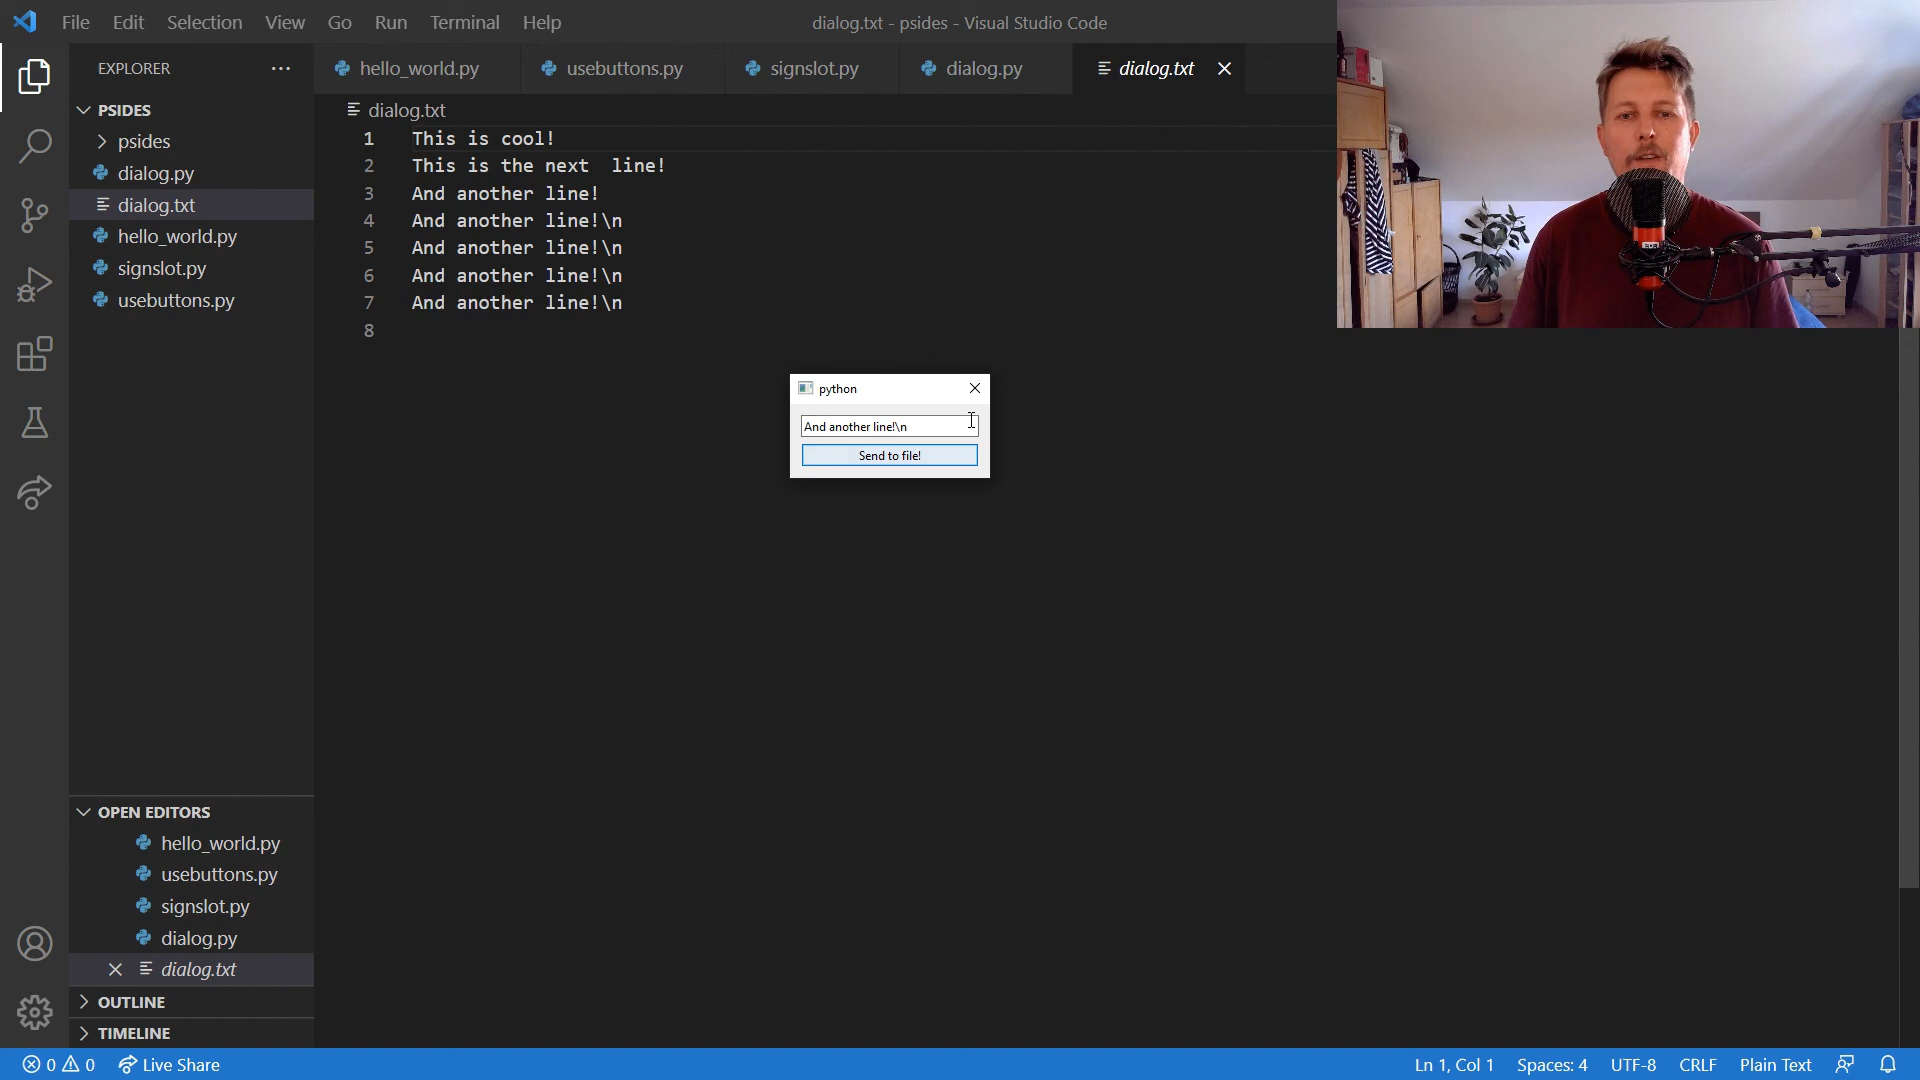 File Edit Selection View Go Run Terminal Help
dialog.txt - psides - Visual Studio Code
EXPLORER
hello_world.py
usebuttons.py
signslot.py
dialog.py
dialog.txt
PSIDES
psides
dialog.py
dialog.txt
hello_world.py
signslot.py
usebuttons.py
dialog.txt
1 This is cool!
2 This is the next  line!
3 And another line!
4 And another line!\n
5 And another line!\n
6 And another line!\n
7 And another line!\n
8
python
And another line!\n
Send to file!
OPEN EDITORS
hello_world.py
usebuttons.py
signslot.py
dialog.py
dialog.txt
OUTLINE
TIMELINE
0 0 Live Share
Ln 1, Col 1 Spaces: 4 UTF-8 CRLF Plain Text